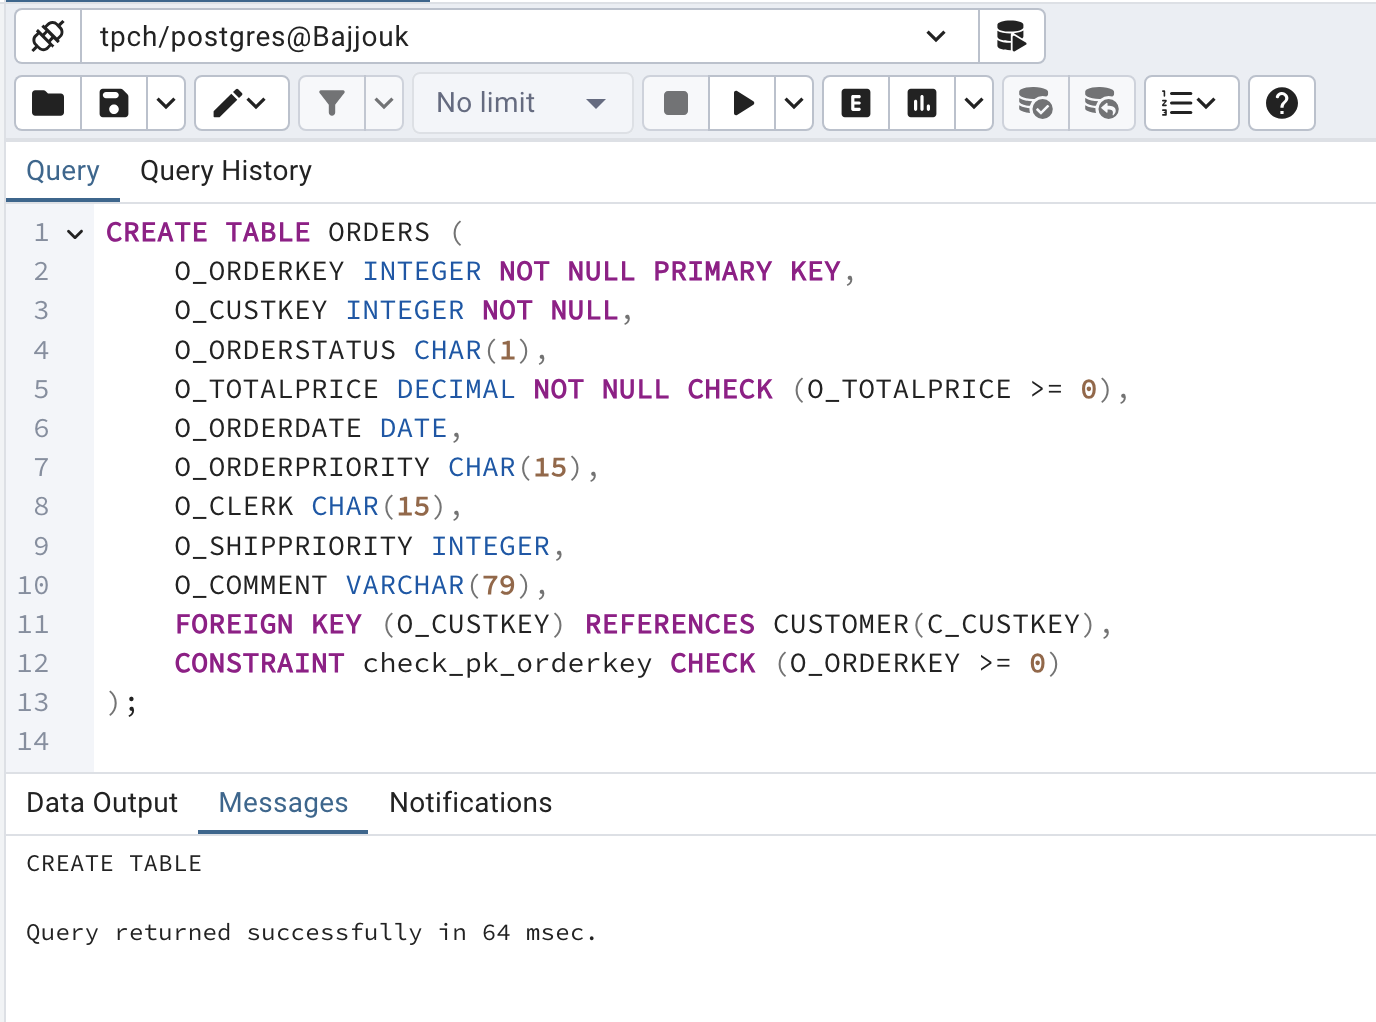 tpch/postgres@Bajjouk
No limit
E
Query Query History
1 CREATE TABLE ORDERS (
2 O_ORDERKEY INTEGER NOT NULL PRIMARY KEY,
3 O_CUSTKEY INTEGER NOT NULL,
4 O_ORDERSTATUS CHAR(1),
5 O_TOTALPRICE DECIMAL NOT NULL CHECK (O_TOTALPRICE >= 0),
6 O_ORDERDATE DATE,
7 O_ORDERPRIORITY CHAR(15),
8 O_CLERK CHAR(15),
9 O_SHIPPRIORITY INTEGER,
10 O_COMMENT VARCHAR(79),
11 FOREIGN KEY (O_CUSTKEY) REFERENCES CUSTOMER(C_CUSTKEY),
12 CONSTRAINT check_pk_orderkey CHECK (O_ORDERKEY >= 0)
13 );
14
Data Output Messages Notifications
CREATE TABLE
Query returned successfully in 64 msec.